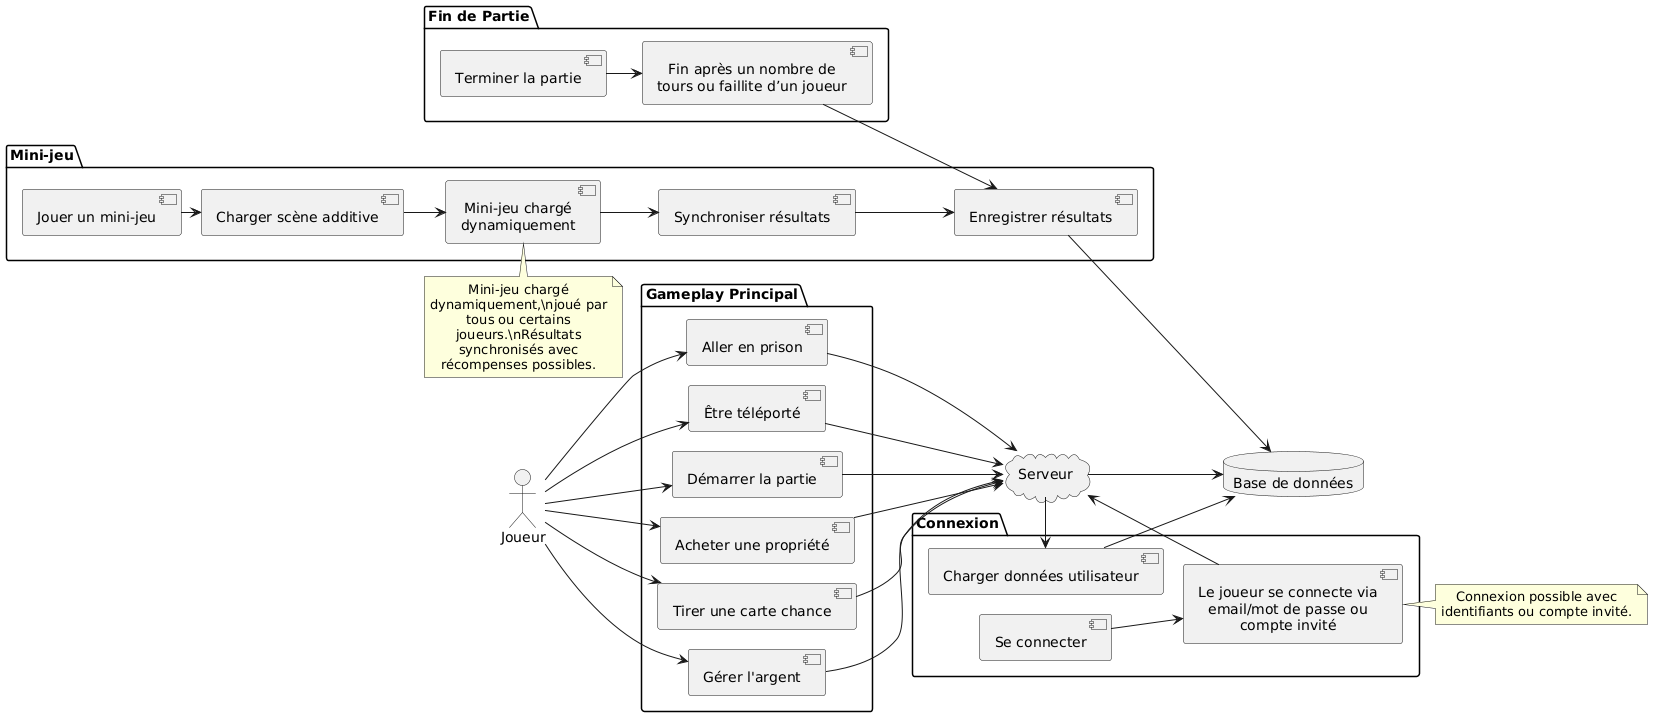 Fin de Partie
Terminer la partie
Fin après un nombre de
tours ou faillite d’un joueur
Mini-jeu
Jouer un mini-jeu
Charger scène additive
Mini-jeu chargé
dynamiquement
Synchroniser résultats
Enregistrer résultats
Mini-jeu chargé
dynamiquement,\njoué par
tous ou certains
joueurs.\nRésultats
synchronisés avec
récompenses possibles.
Gameplay Principal
Aller en prison
Être téléporté
Démarrer la partie
Acheter une propriété
Tirer une carte chance
Gérer l'argent
Joueur
Serveur
Base de données
Connexion
Charger données utilisateur
Se connecter
Le joueur se connecte via
email/mot de passe ou
compte invité
Connexion possible avec
identifiants ou compte invité.